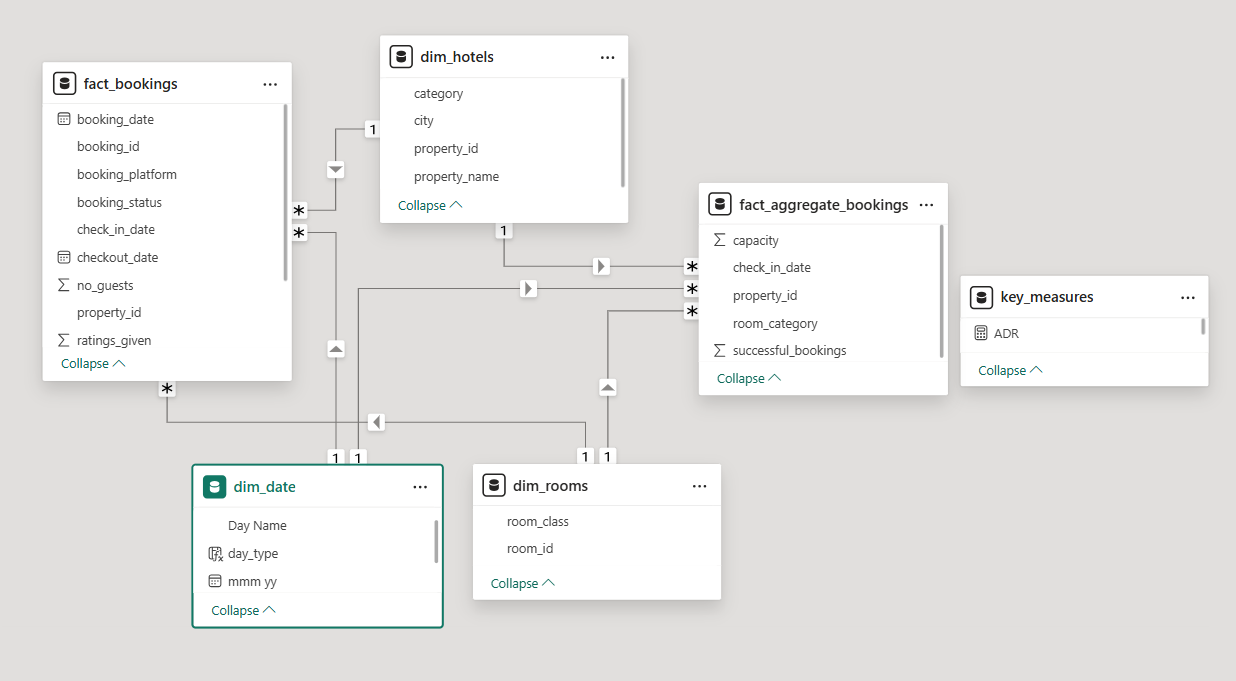 fact_bookings ...
booking_date
booking_id
booking_platform
booking_status
check_in_date
checkout_date
∑ no_guests
property_id
∑ ratings_given
Collapse
*
*
*
dim_hotels ...
category
city
property_id
property_name
Collapse
1
1
fact_aggregate_bookings ...
∑ capacity
check_in_date
property_id
room_category
∑ successful_bookings
Collapse
*
*
*
key_measures ...
ADR
Collapse
1 1
dim_date ...
Day Name
day_type
mmm yy
Collapse
1 1
dim_rooms ...
room_class
room_id
Collapse